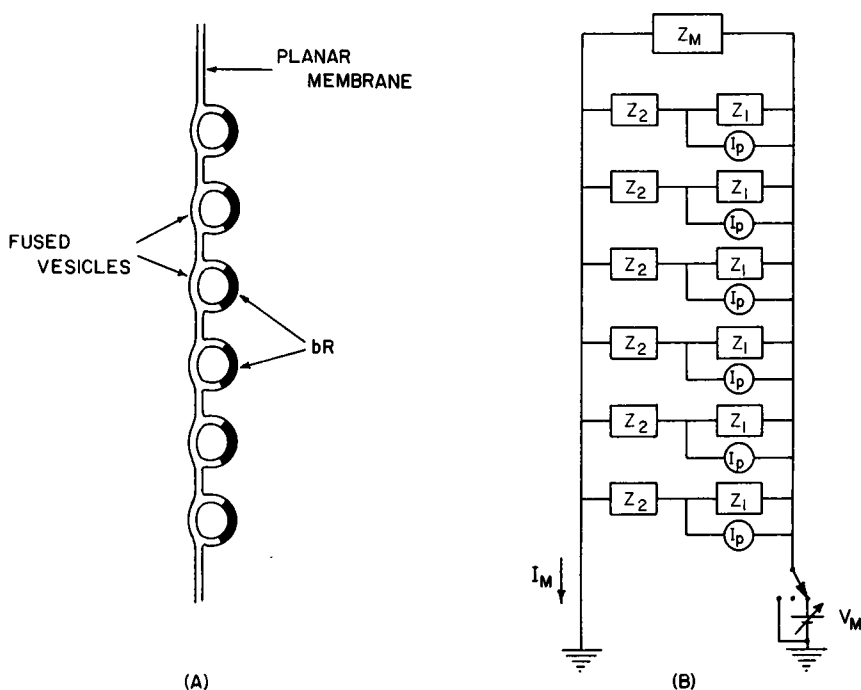 PLANAR
MEMBRANE
FUSED
VESICLES
bR
(A)
Z_M
Z_2 Z_1
I_p
Z_2 Z_1
I_p
Z_2 Z_1
I_p
Z_2 Z_1
I_p
Z_2 Z_1
I_p
Z_2 Z_1
I_p
I_M
V_M
(B)